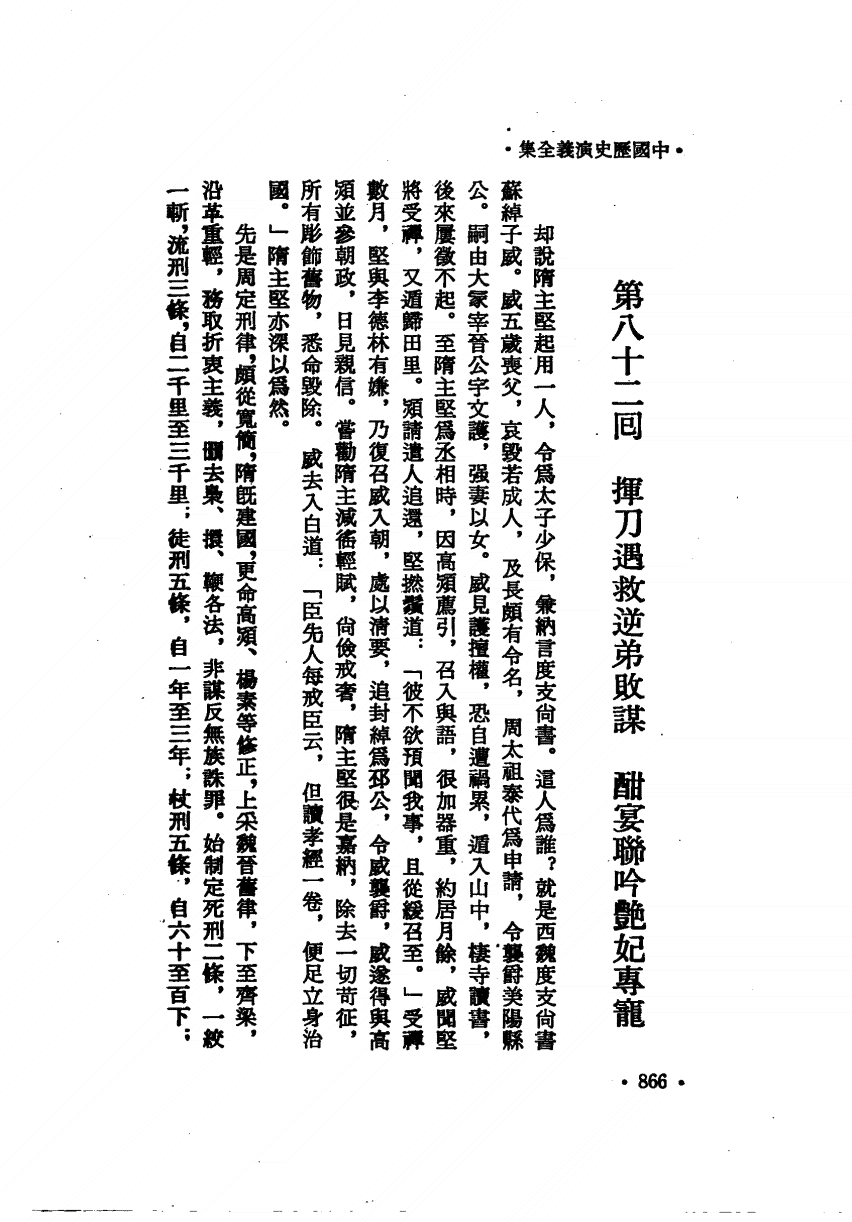 •中國歷史演義全集•
第八十二回　揮刀遇救逆弟敗謀　酣宴聯吟艷妃專寵
却說隋主堅起用一人，令爲太子少保，兼納言度支尙書。這人爲誰？就是西魏度支尙書
蘇綽子威。威五歲喪父，哀毀若成人，及長頗有令名，周太祖泰代爲申請，令襲爵美陽縣
公。嗣由大冢宰晉公宇文護，强妻以女。威見護擅權，恐自遭禍累，遁入山中，棲寺讀書，
後來屢徵不起。至隋主堅爲丞相時，因高熲薦引，召入與語，很加器重，約居月餘，威聞堅
將受禪，又遁歸田里。熲請遣人追還，堅撚鬚道：「彼不欲預聞我事，且從緩召至。」受禪
數月，堅與李德林有嫌，乃復召威入朝，處以淸要，追封綽爲邳公，令威襲爵，威遂得與高
熲並參朝政，日見親信。嘗勸隋主減徭輕賦，尙儉戒奢，隋主堅很是嘉納，除去一切苛征，
所有彫飾舊物，悉命毀除。威去入白道：「臣先人每戒臣云，但讀孝經一卷，便足立身治
國。」隋主堅亦深以爲然。
先是周定刑律，頗從寬簡，隋旣建國，更命高熲、楊素等修正，上采魏晉舊律，下至齊梁，
沿革重輕，務取折衷主義，刪去梟、轘、鞭各法，非謀反無族誅罪。始制定死刑二條，一絞
一斬，流刑三條，自二千里至三千里；徒刑五條，自一年至三年；杖刑五條，自六十至百下；
•866•